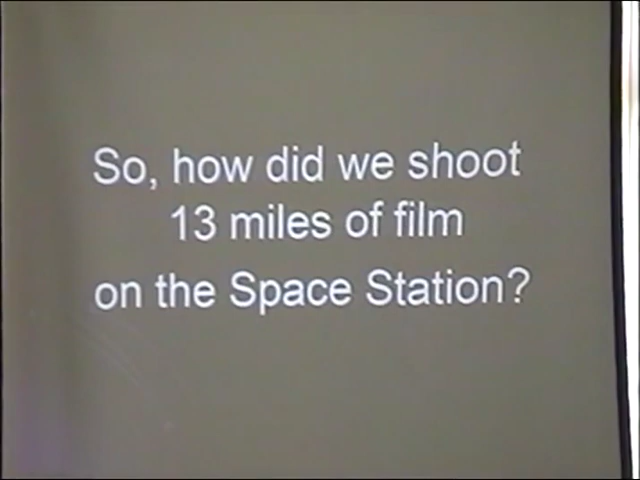 So, how did we shoot
13 miles of film
on the Space Station?